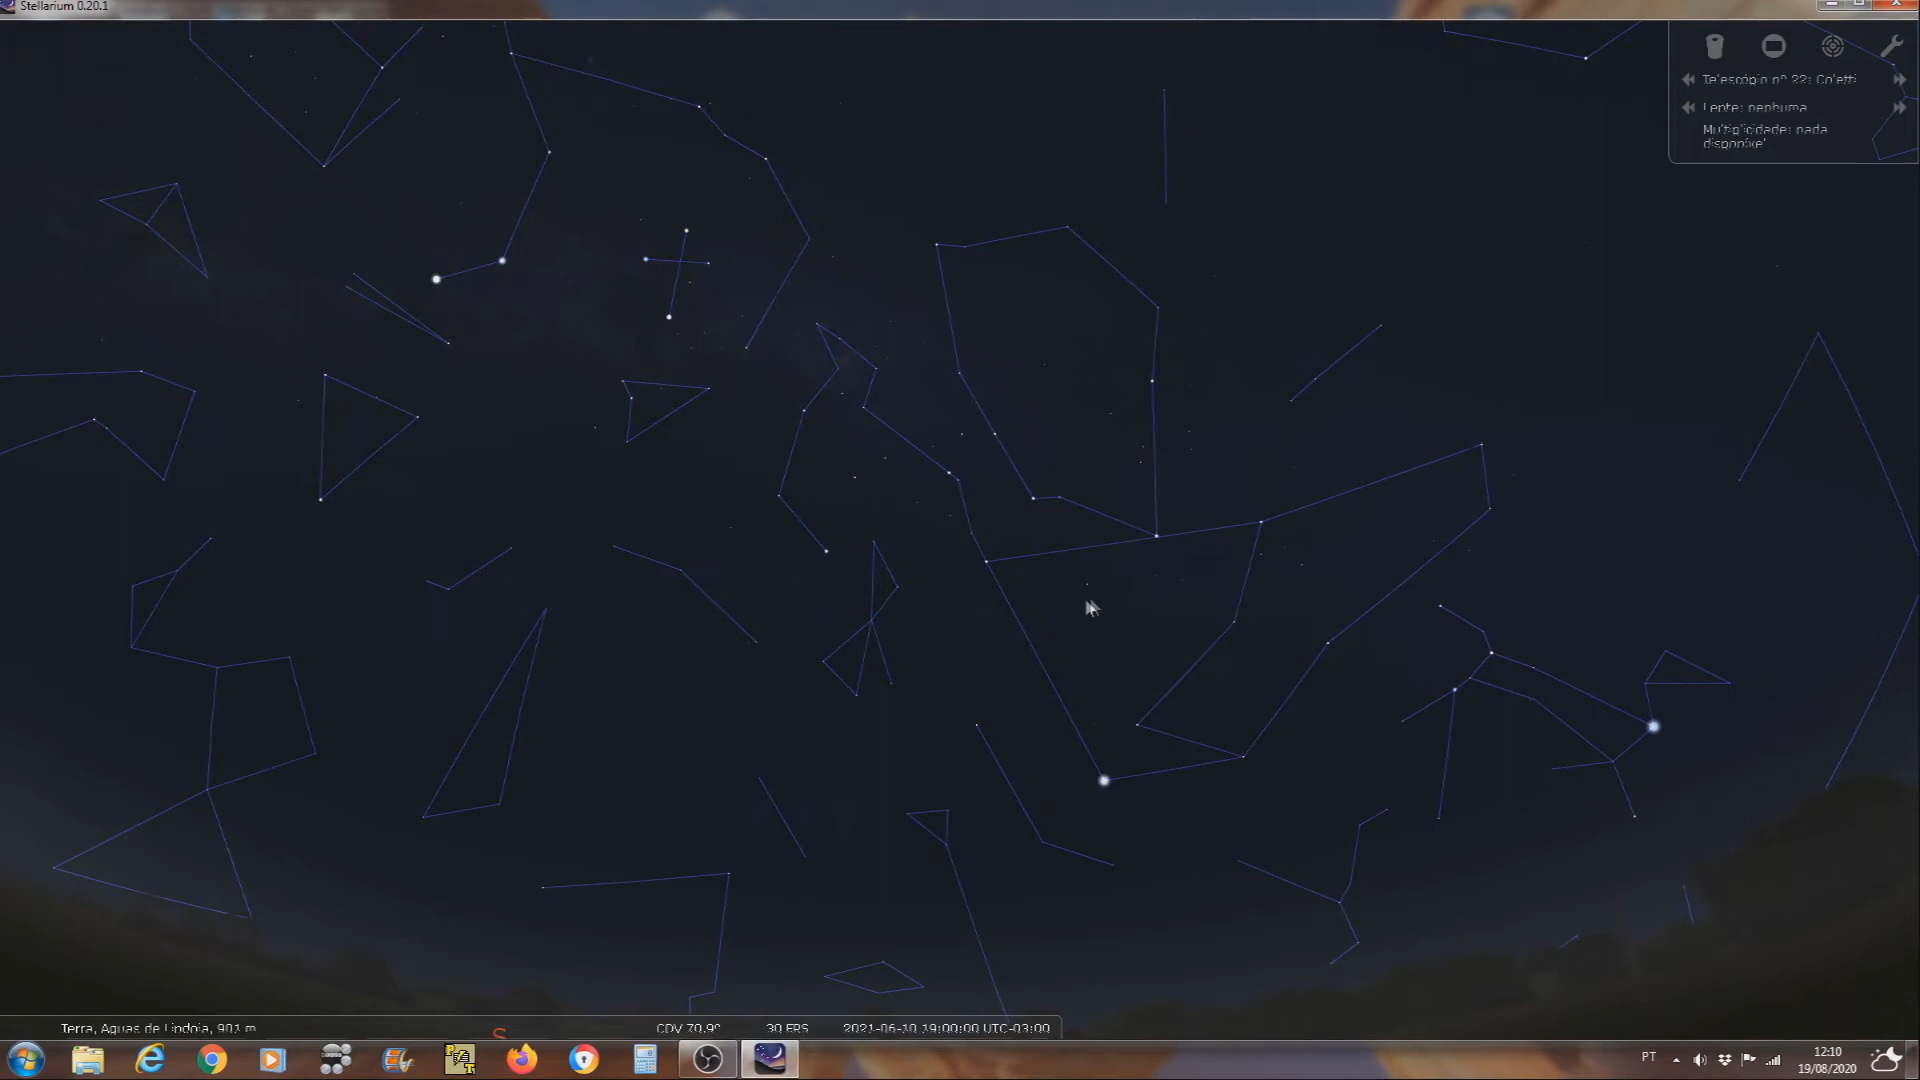 Stellarium 0.20.1
Telescópio nº 22: Coletti
Lente: nenhuma
Multiplicidade: nada
disponível
Terra, Águas de Lindoia, 901 m
S
CDV 70.9°
30 FPS
2021-06-10 19:00:00 UTC-03:00
PT
12:10
19/08/2020